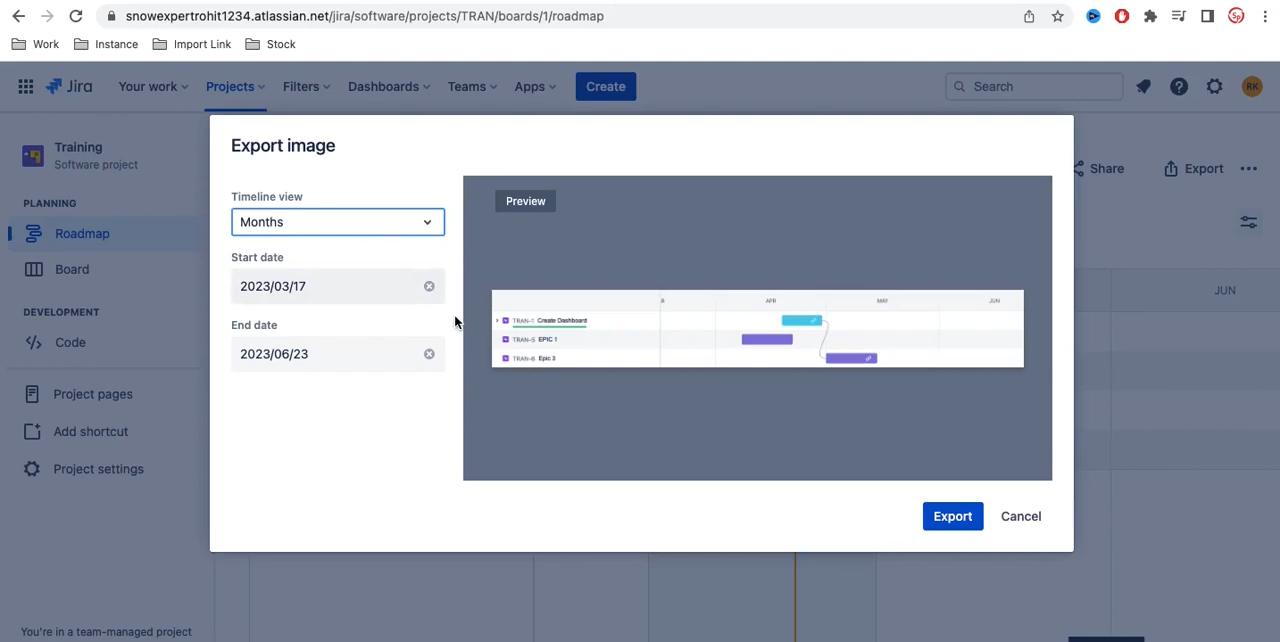 snowexpertrohit1234.atlassian.net/jira/software/projects/TRAN/boards/1/roadmap
Work Instance Import Link Stock
Jira Your work Projects Filters Dashboards Teams Apps Create Search RK
Training
Software project
Share Export
PLANNING
Roadmap
Board
DEVELOPMENT
Code
Project pages
Add shortcut
Project settings
You're in a team-managed project
JUN
Export image
Timeline view
Months
Start date
2023/03/17
End date
2023/06/23
Preview
R APR MAY JUN
TRAN-1 Create Dashboard
TRAN-5 EPIC 1
TRAN-6 Epic 3
Export Cancel